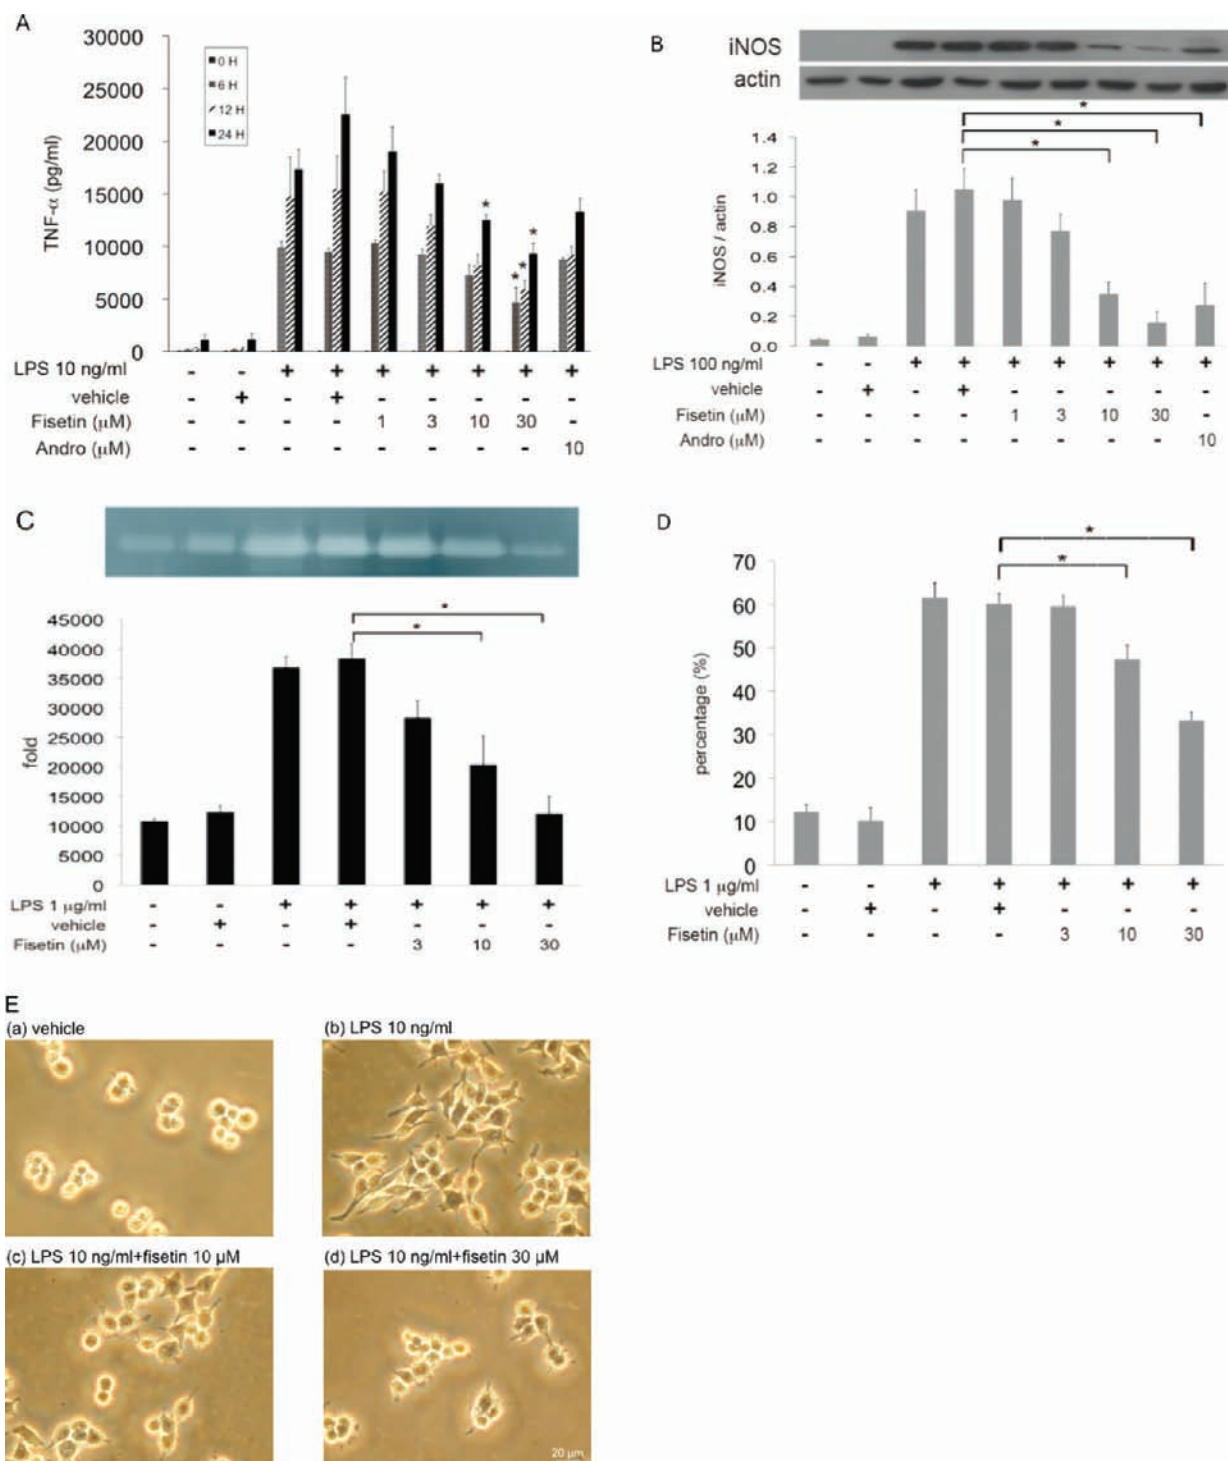 A
30000
25000
20000
15000
10000
5000
0
TNF-α (pg/ml)
0 H
6 H
12 H
24 H
* * * * *
LPS 10 ng/ml - - + + + + + + +
vehicle - + - + - - - - -
Fisetin (μM) - - - - 1 3 10 30 -
Andro (μM) - - - - - - - - 10
B
iNOS
actin
*
*
*
1.4
1.2
1.0
0.8
0.6
0.4
0.2
0.0
iNOS / actin
LPS 100 ng/ml - - + + + + + + +
vehicle - + - + - - - - -
Fisetin (μM) - - - - 1 3 10 30 -
Andro (μM) - - - - - - - - 10
C
*
*
45000
40000
35000
30000
25000
20000
15000
10000
5000
0
fold
LPS 1 μg/ml - - + + + + +
vehicle - + - + - - -
Fisetin (μM) - - - - 3 10 30
D
*
*
70
60
50
40
30
20
10
0
percentage (%)
LPS 1 μg/ml - - + + + + +
vehicle - + - + - - -
Fisetin (μM) - - - - 3 10 30
E
(a) vehicle
(b) LPS 10 ng/ml
(c) LPS 10 ng/ml+fisetin 10 μM
(d) LPS 10 ng/ml+fisetin 30 μM
20 μm